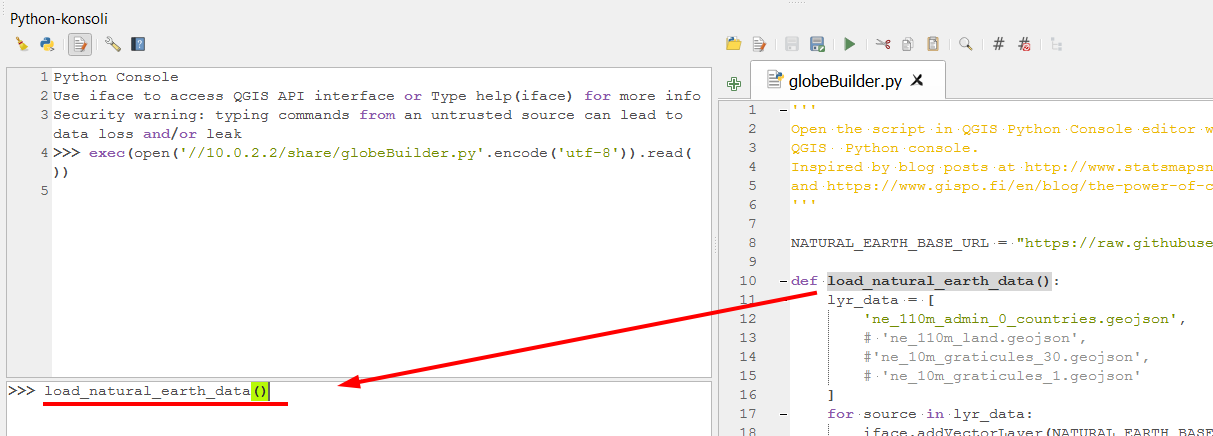 Python-konsoli
1 Python Console
2 Use iface to access QGIS API interface or Type help(iface) for more info
3 Security warning: typing commands from an untrusted source can lead to
data loss and/or leak
4 >>> exec(open('//10.0.2.2/share/globeBuilder.py'.encode('utf-8')).read(
))
5
>>> load_natural_earth_data()
globeBuilder.py
1 '''
2 Open the script in QGIS Python Console editor w
3 QGIS  Python console.
4 Inspired by blog posts at http://www.statsmapsn
5 and https://www.gispo.fi/en/blog/the-power-of-c
6 '''
7
8 NATURAL_EARTH_BASE_URL = "https://raw.githubuse
9
10 def load_natural_earth_data():
11 lyr_data = [
12 'ne_110m_admin_0_countries.geojson',
13 # 'ne_110m_land.geojson',
14 #'ne_10m_graticules_30.geojson',
15 # 'ne_10m_graticules_1.geojson'
16 ]
17 for source in lyr_data:
18 iface.addVectorLayer(NATURAL_EARTH_BASE